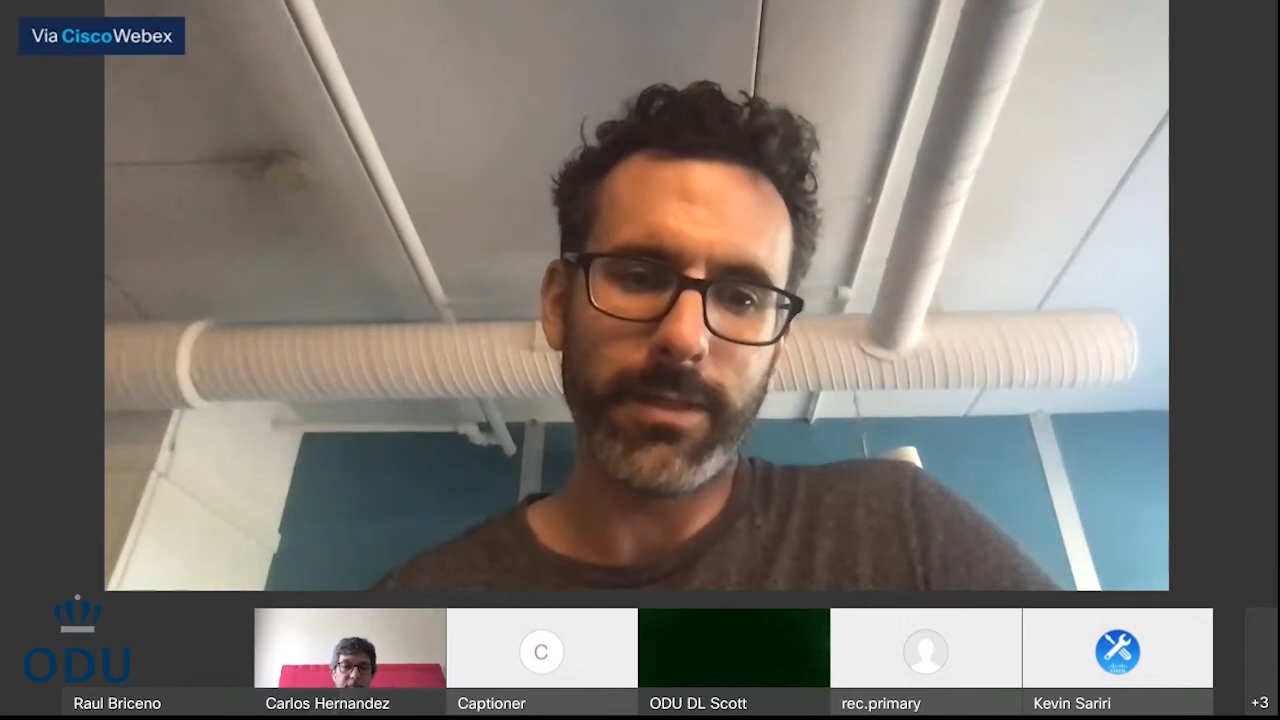 Via CiscoWebex
ODU
Raul Briceno
Carlos Hernandez
Captioner
C
ODU DL Scott
rec.primary
Kevin Sariri
+3